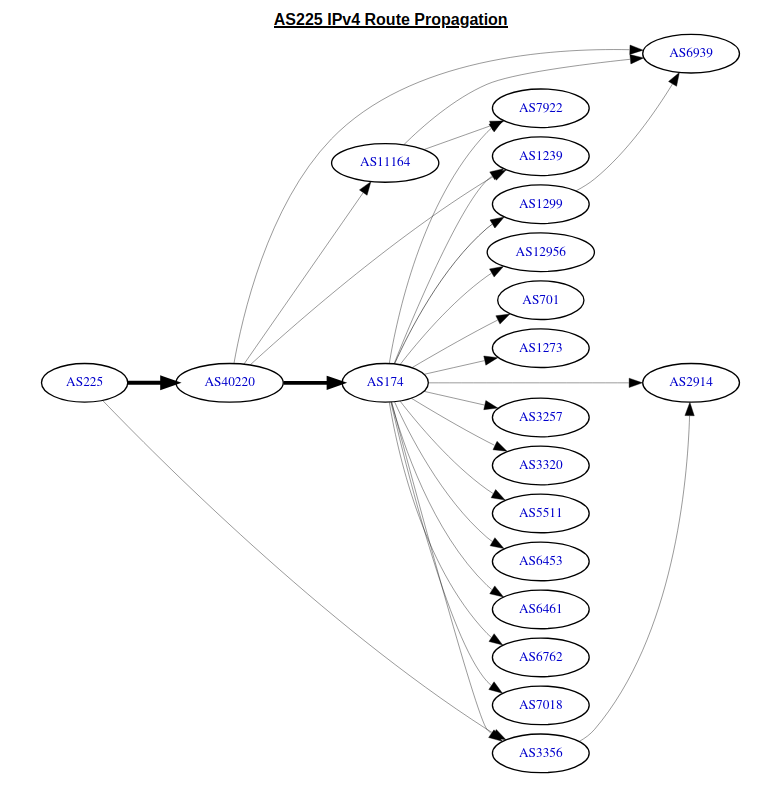 AS225 IPv4 Route Propagation
AS6939
AS7922
AS1239
AS11164
AS1299
AS12956
AS701
AS1273
AS225
AS40220
AS174
AS2914
AS3257
AS3320
AS5511
AS6453
AS6461
AS6762
AS7018
AS3356